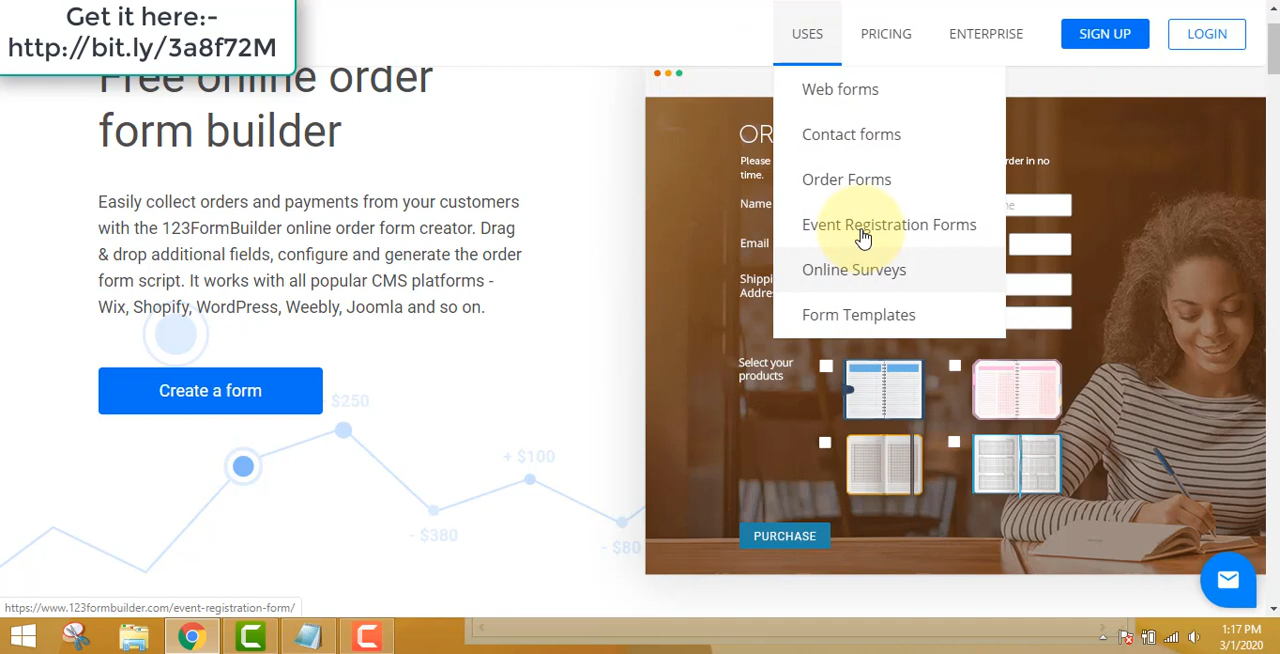 Get it here:-
http://bit.ly/3a8f72M
USES
PRICING
ENTERPRISE
SIGN UP
LOGIN
Free online order
form builder
Easily collect orders and payments from your customers
with the 123FormBuilder online order form creator. Drag
& drop additional fields, configure and generate the order
form script. It works with all popular CMS platforms -
Wix, Shopify, WordPress, Weebly, Joomla and so on.
Create a form
$250
+ $100
- $380
- $80
Web forms
Contact forms
Order Forms
Event Registration Forms
Online Surveys
Form Templates
OR
Please
order in no
time.
Name
Email
Shippi
Addre
Select your
products
PURCHASE
https://www.123formbuilder.com/event-registration-form/
1:17 PM
3/1/2020